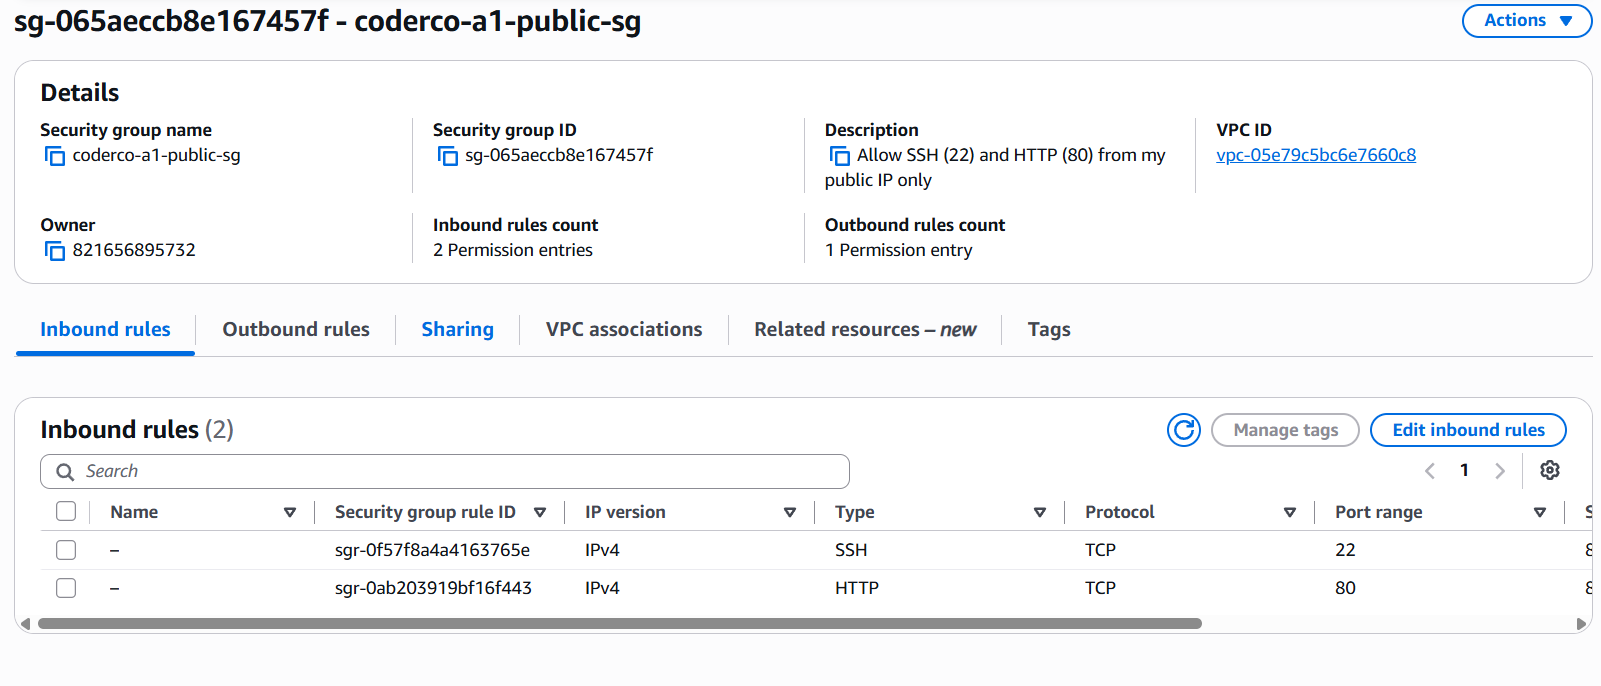 sg-065aeccb8e167457f - coderco-a1-public-sg
Actions
Details
Security group name
coderco-a1-public-sg
Security group ID
sg-065aeccb8e167457f
Description
Allow SSH (22) and HTTP (80) from my
public IP only
VPC ID
vpc-05e79c5bc6e7660c8
Owner
821656895732
Inbound rules count
2 Permission entries
Outbound rules count
1 Permission entry
Inbound rules Outbound rules Sharing VPC associations Related resources – new Tags
Inbound rules (2)
Manage tags
Edit inbound rules
Search
1
Name Security group rule ID IP version Type Protocol Port range
– sgr-0f57f8a4a4163765e IPv4 SSH TCP 22
– sgr-0ab203919bf16f443 IPv4 HTTP TCP 80